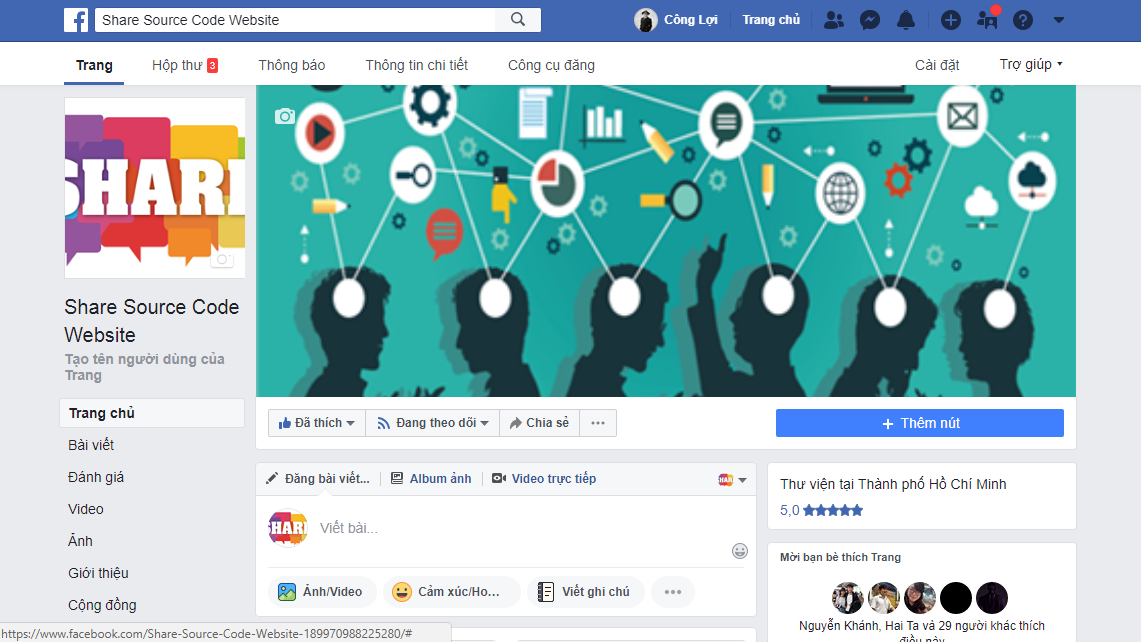 Share Source Code Website
Công Lợi
Trang chủ
Trang
Hộp thư 3
Thông báo
Thông tin chi tiết
Công cụ đăng
Cài đặt
Trợ giúp
SHAR
Share Source Code
Website
Tạo tên người dùng của
Trang
Trang chủ
Bài viết
Đánh giá
Video
Ảnh
Giới thiệu
Cộng đồng
Đã thích
Đang theo dõi
Chia sẻ
+ Thêm nút
Đăng bài viết...
Album ảnh
Video trực tiếp
HAR
HARI
Viết bài...
Ảnh/Video
Cảm xúc/Ho...
Viết ghi chú
Thư viện tại Thành phố Hồ Chí Minh
5,0
Mời bạn bè thích Trang
Nguyễn Khánh, Hai Ta và 29 người khác thích
điều này
https://www.facebook.com/Share-Source-Code-Website-189970988225280/#